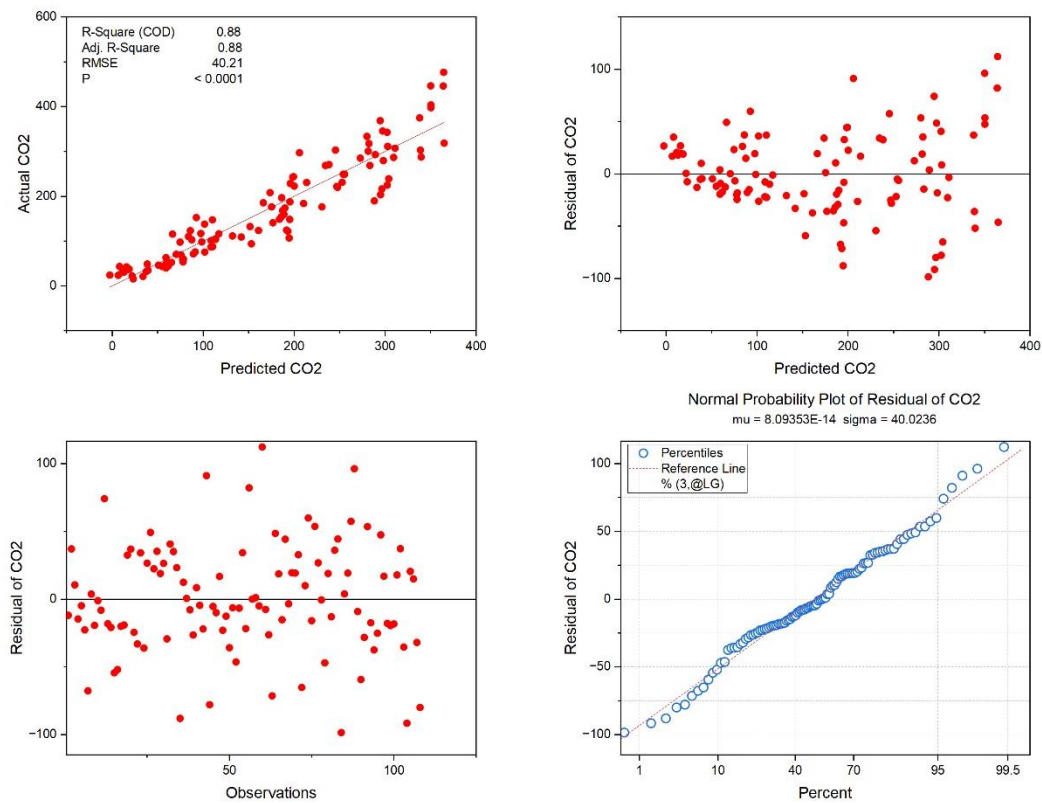 600
400
200
0
Actual CO2
R-Square (COD) 0.88
Adj. R-Square 0.88
RMSE 40.21
P < 0.0001
0 100 200 300 400
Predicted CO2
100
0
−100
Residual of CO2
0 100 200 300 400
Predicted CO2
100
50
0
−50
−100
Residual of CO2
50 100
Observations
Normal Probability Plot of Residual of CO2
mu = 8.09353E-14 sigma = 40.0236
Percentiles
Reference Line
% (3,@LG)
100
50
0
−50
−100
Residual of CO2
1 10 40 70 95 99.5
Percent